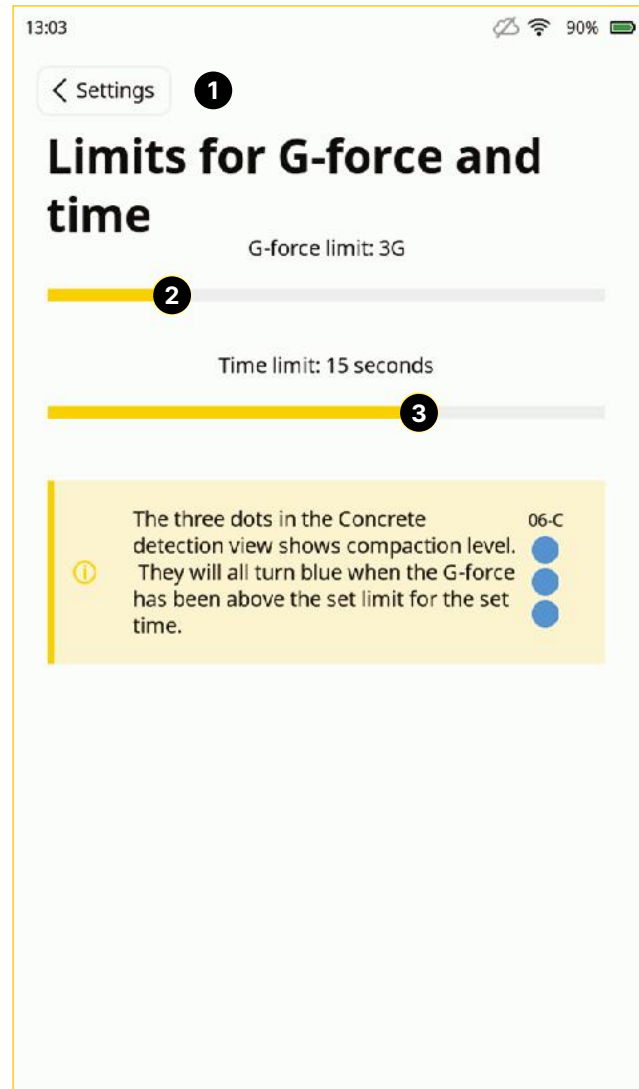 13:03
90%
Settings
1
Limits for G-force and
time
G-force limit: 3G
2
Time limit: 15 seconds
3
The three dots in the Concrete
detection view shows compaction level.
They will all turn blue when the G-force
has been above the set limit for the set
time.
06-C